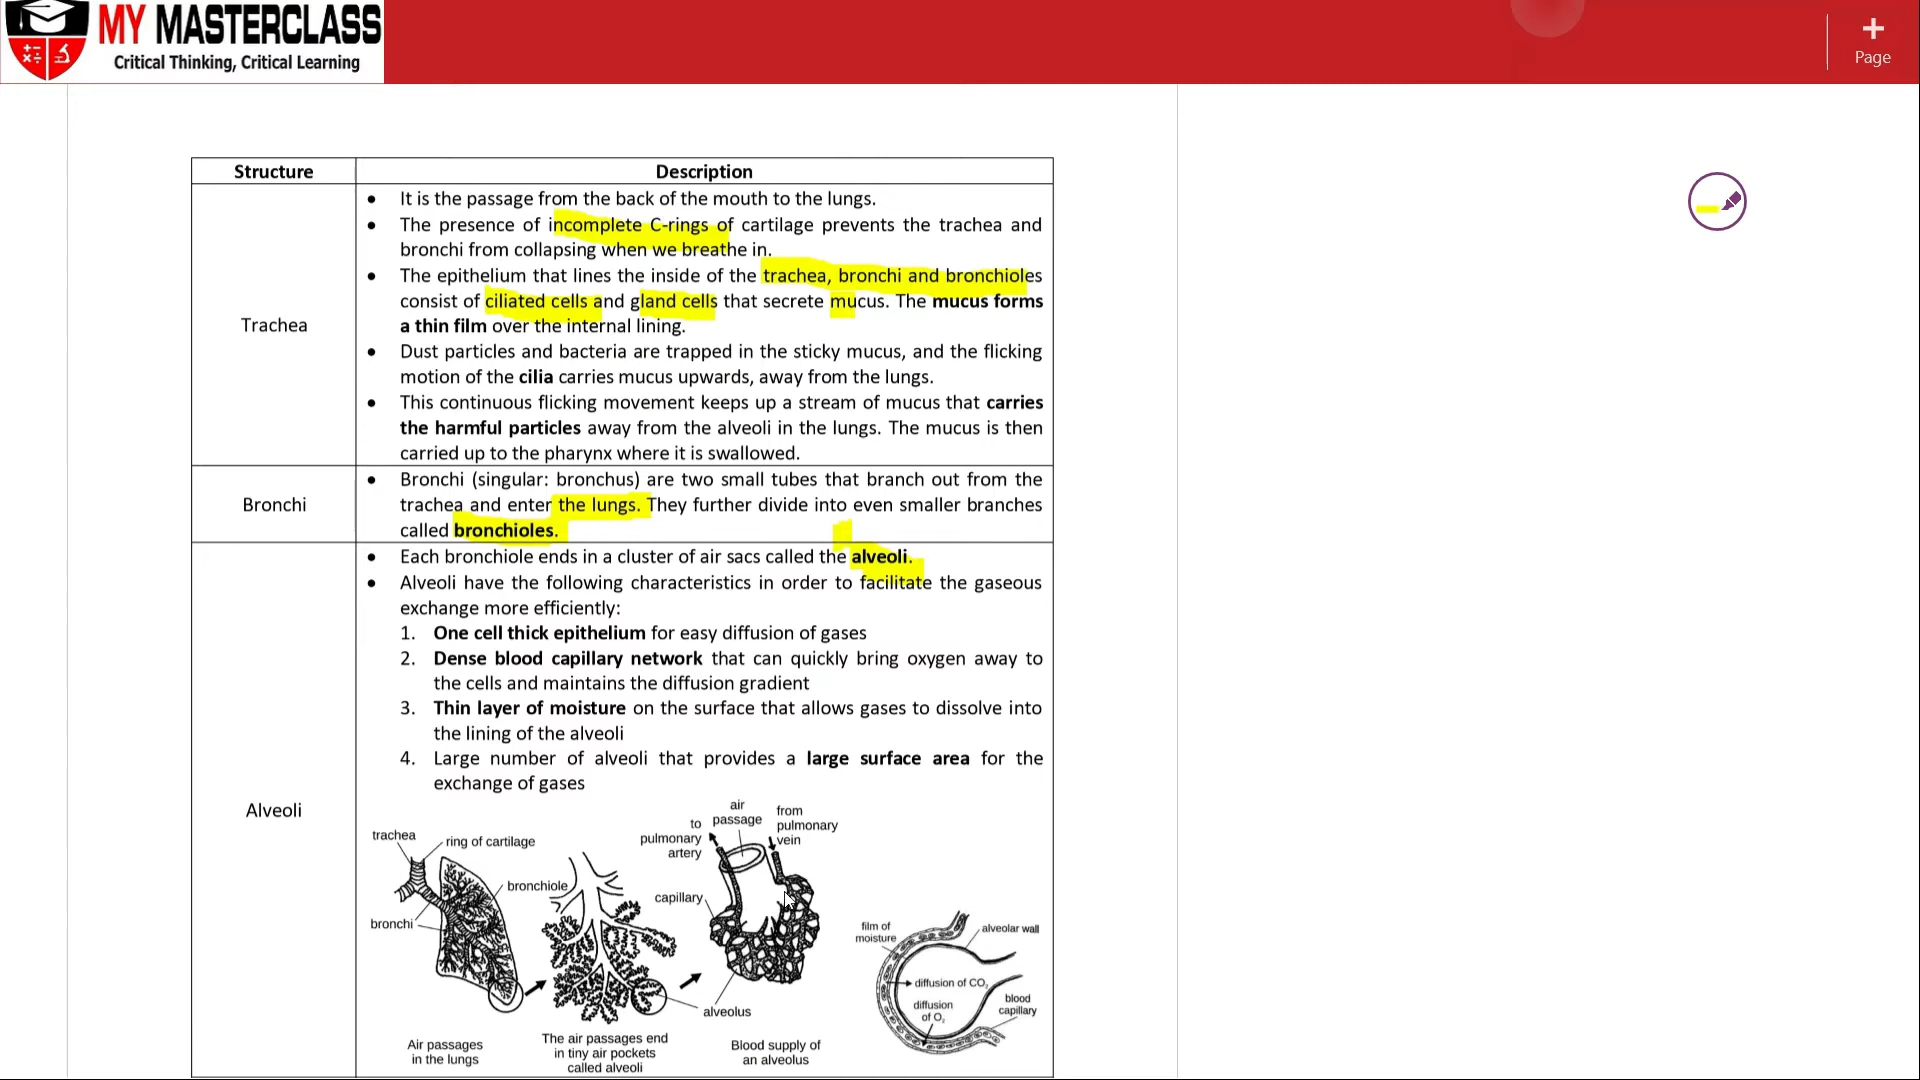 MY MASTERCLASS
Critical Thinking, Critical Learning
+
Page
Structure
Description
Trachea
• It is the passage from the back of the mouth to the lungs.
• The presence of incomplete C-rings of cartilage prevents the trachea and
bronchi from collapsing when we breathe in.
• The epithelium that lines the inside of the trachea, bronchi and bronchioles
consist of ciliated cells and gland cells that secrete mucus. The mucus forms
a thin film over the internal lining.
• Dust particles and bacteria are trapped in the sticky mucus, and the flicking
motion of the cilia carries mucus upwards, away from the lungs.
• This continuous flicking movement keeps up a stream of mucus that carries
the harmful particles away from the alveoli in the lungs. The mucus is then
carried up to the pharynx where it is swallowed.
Bronchi
• Bronchi (singular: bronchus) are two small tubes that branch out from the
trachea and enter the lungs. They further divide into even smaller branches
called bronchioles.
Alveoli
• Each bronchiole ends in a cluster of air sacs called the alveoli.
• Alveoli have the following characteristics in order to facilitate the gaseous
exchange more efficiently:
1. One cell thick epithelium for easy diffusion of gases
2. Dense blood capillary network that can quickly bring oxygen away to
the cells and maintains the diffusion gradient
3. Thin layer of moisture on the surface that allows gases to dissolve into
the lining of the alveoli
4. Large number of alveoli that provides a large surface area for the
exchange of gases
trachea
ring of cartilage
bronchiole
bronchi
Air passages
in the lungs
The air passages end
in tiny air pockets
called alveoli
to
pulmonary
artery
air
passage
from
pulmonary
vein
capillary
alveolus
Blood supply of
an alveolus
film of
moisture
alveolar wall
diffusion of CO₂
diffusion
of O₂
blood
capillary